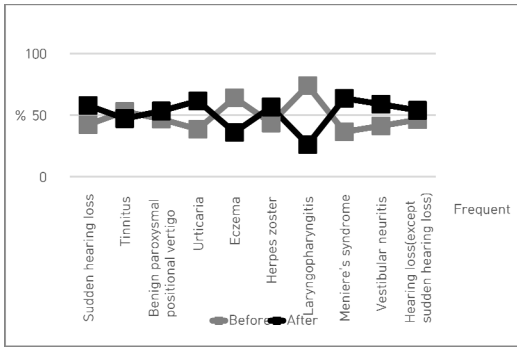 100
% 50
0
Sudden hearing loss
Tinnitus
Benign paroxysmal
positional vertigo
Urticaria
Eczema
Herpes zoster
Laryngopharyngitis
Meniere's syndrome
Vestibular neuritis
Hearing loss(except
sudden hearing loss)
Frequent
Before After